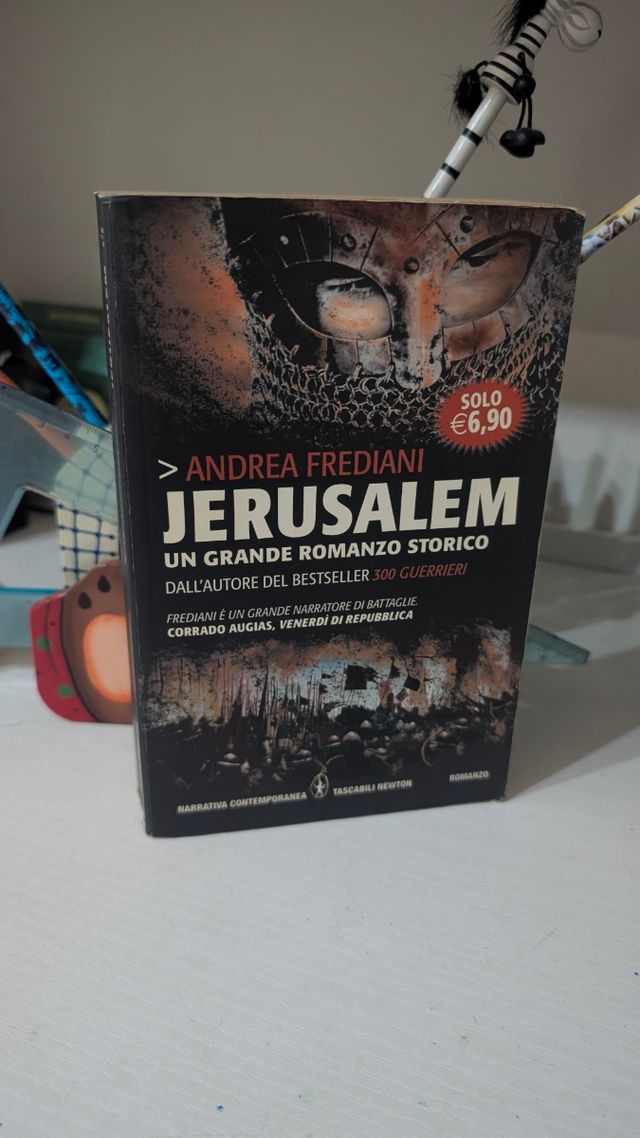 SOLO
€6,90
> ANDREA FREDIANI
JERUSALEM
UN GRANDE ROMANZO STORICO
DALL'AUTORE DEL BESTSELLER 300 GUERRIERI
FREDIANI È UN GRANDE NARRATORE DI BATTAGLIE.
CORRADO AUGIAS, VENERDÌ DI REPUBBLICA
NARRATIVA CONTEMPORANEA TASCABILI NEWTON ROMANZO